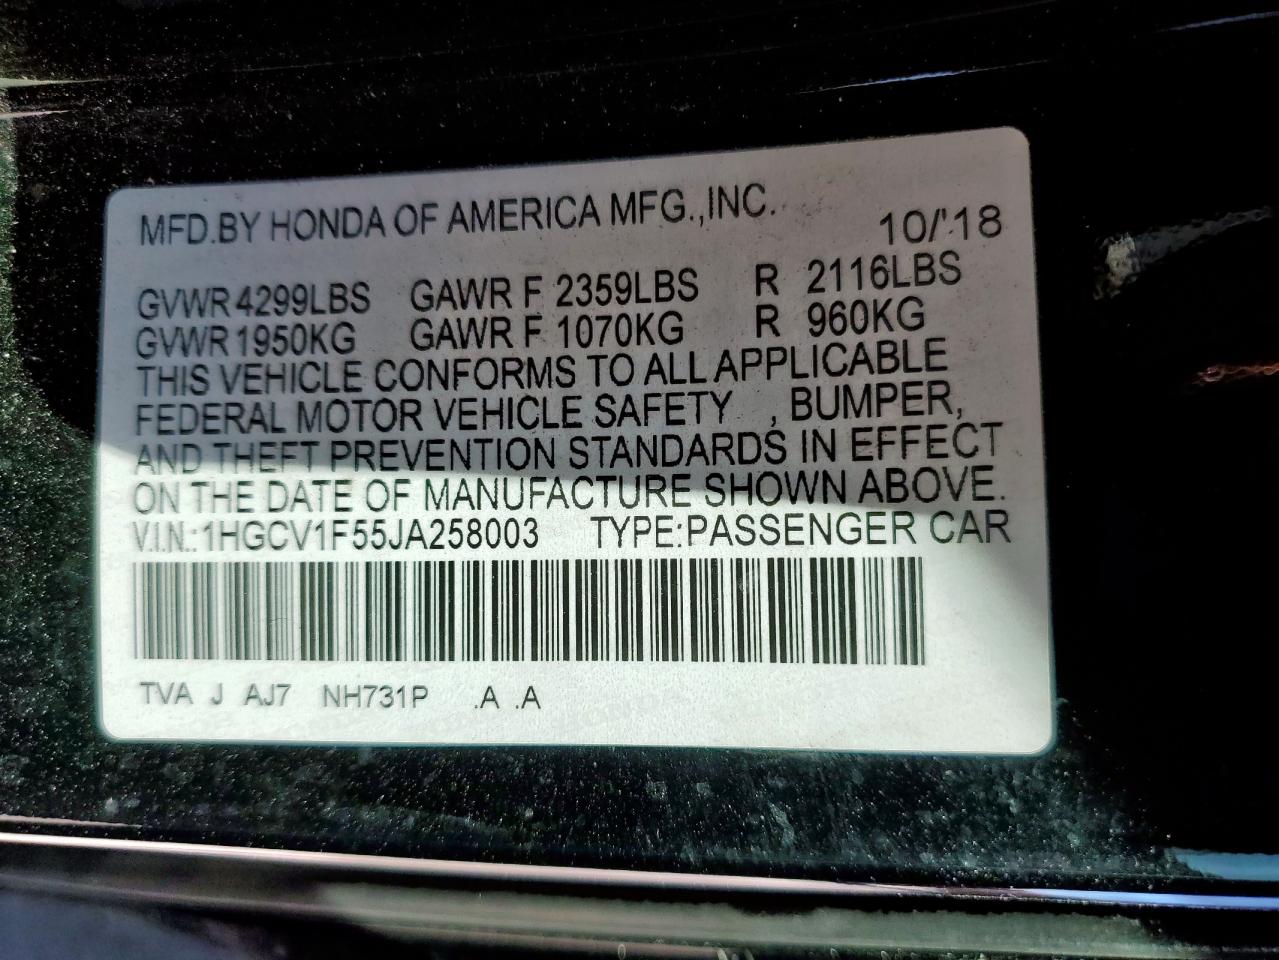 MFD.BY HONDA OF AMERICA MFG.,INC. 10/'18
GVWR 4299LBS GAWR F 2359LBS R 2116LBS
GVWR 1950KG GAWR F 1070KG R 960KG
THIS VEHICLE CONFORMS TO ALL APPLICABLE
FEDERAL MOTOR VEHICLE SAFETY , BUMPER,
AND THEFT PREVENTION STANDARDS IN EFFECT
ON THE DATE OF MANUFACTURE SHOWN ABOVE.
V.I.N.:1HGCV1F55JA258003 TYPE:PASSENGER CAR
TVA J AJ7 NH731P .A .A